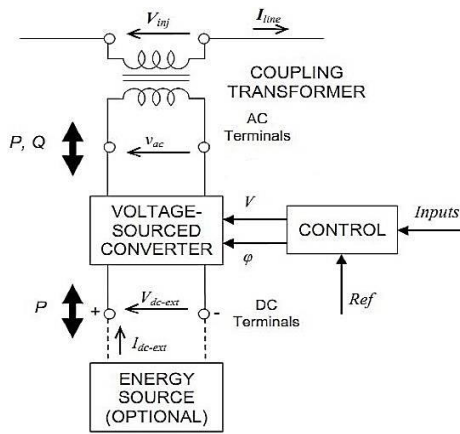 V_inj
I_line
COUPLING
TRANSFORMER
AC
Terminals
P, Q
v_ac
VOLTAGE-
SOURCED
CONVERTER
V
φ
CONTROL
Inputs
Ref
P
+
V_dc-ext
-
DC
Terminals
I_dc-ext
ENERGY
SOURCE
(OPTIONAL)